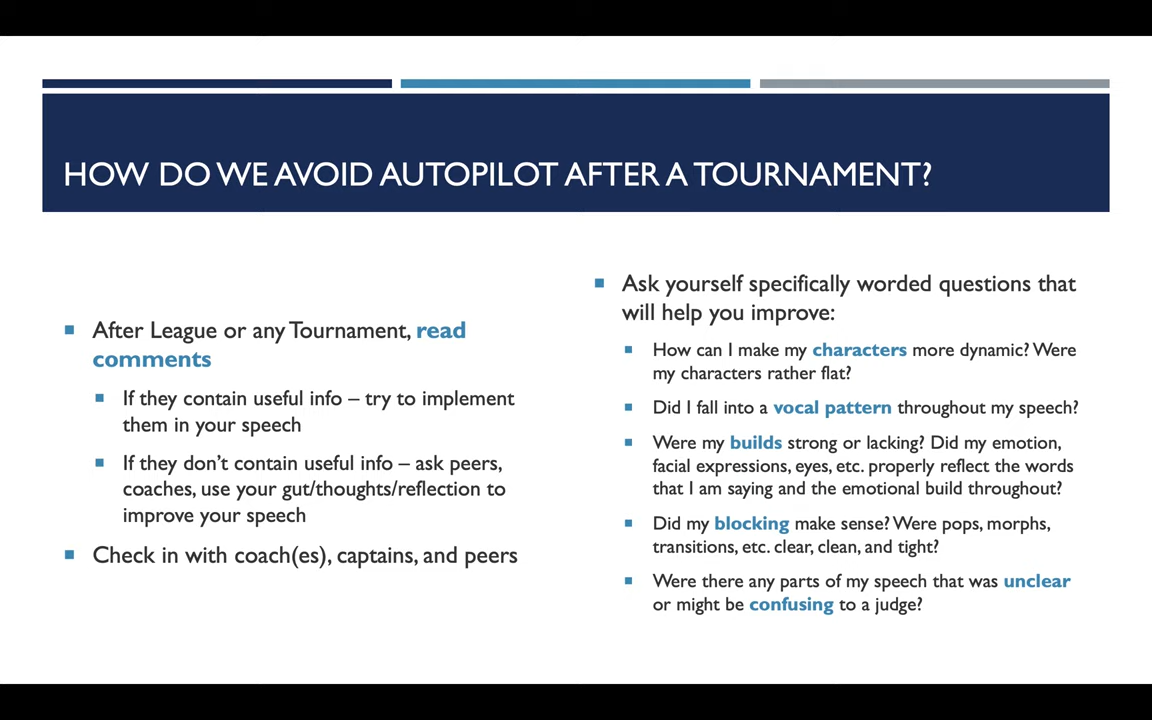 HOW DO WE AVOID AUTOPILOT AFTER A TOURNAMENT?
After League or any Tournament, read
comments
If they contain useful info – try to implement
them in your speech
If they don't contain useful info – ask peers,
coaches, use your gut/thoughts/reflection to
improve your speech
Check in with coach(es), captains, and peers
Ask yourself specifically worded questions that
will help you improve:
How can I make my characters more dynamic? Were
my characters rather flat?
Did I fall into a vocal pattern throughout my speech?
Were my builds strong or lacking? Did my emotion,
facial expressions, eyes, etc. properly reflect the words
that I am saying and the emotional build throughout?
Did my blocking make sense? Were pops, morphs,
transitions, etc. clear, clean, and tight?
Were there any parts of my speech that was unclear
or might be confusing to a judge?